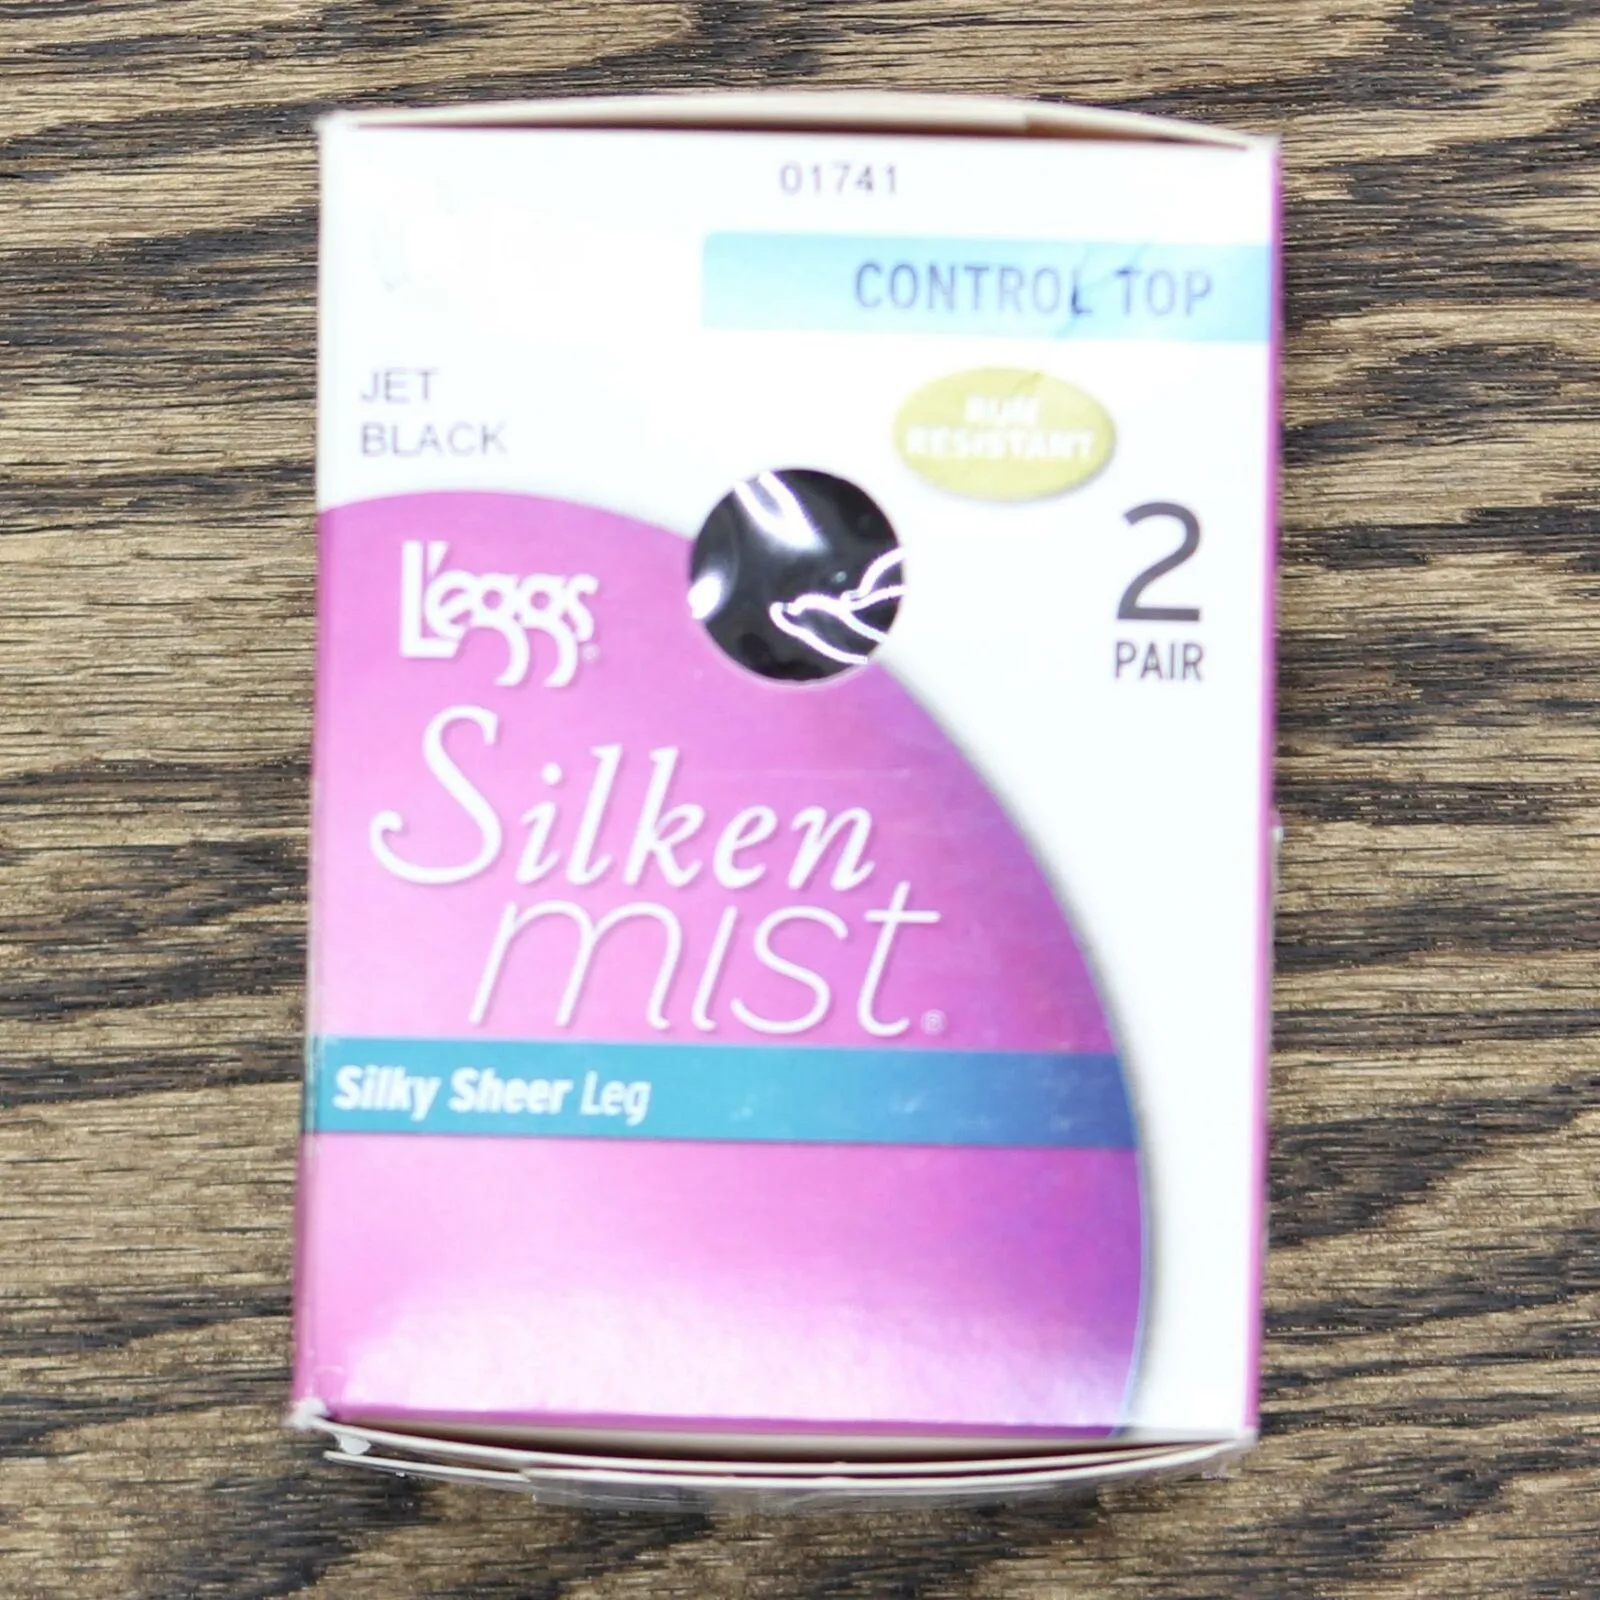 01741
CONTROL TOP
JET
BLACK
RUN
RESISTANT
2
PAIR
L'eggs®
Silken
mist®
Silky Sheer Leg